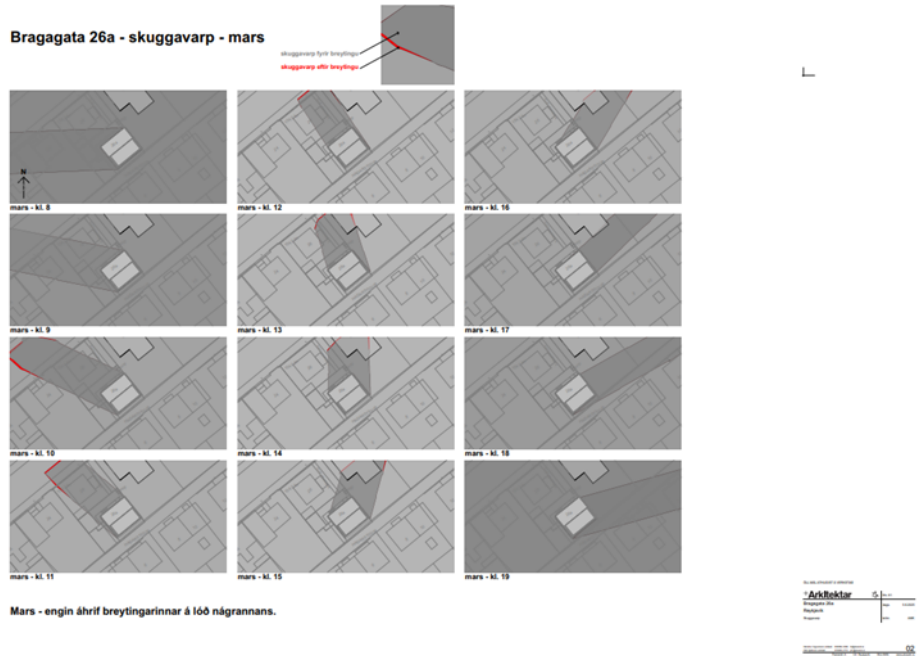 Bragagata 26a - skuggavarp - mars
skuggavarp fyrir breytingu
skuggavarp eftir breytingu
N
mars - kl. 8
mars - kl. 12
mars - kl. 16
mars - kl. 9
mars - kl. 13
mars - kl. 17
mars - kl. 10
mars - kl. 14
mars - kl. 18
mars - kl. 11
mars - kl. 15
mars - kl. 19
Mars - engin áhrif breytingarinnar á lóð nágrannans.
Arkitektar
Bragagata 26a
Reykjavík
02